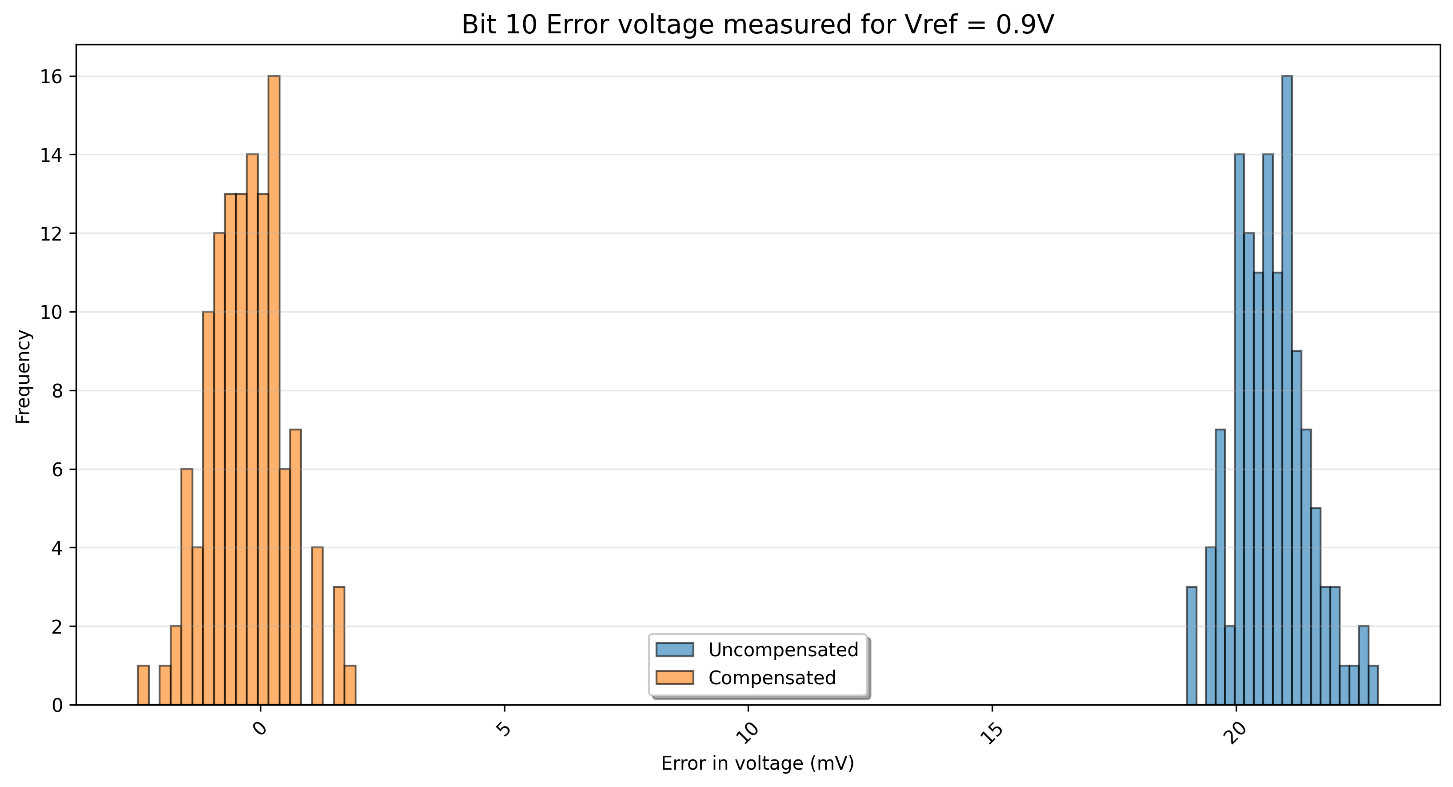 Bit 10 Error voltage measured for Vref = 0.9V
16
14
12
10
8
6
4
2
0
Frequency
Uncompensated
Compensated
0 5 10 15 20
Error in voltage (mV)